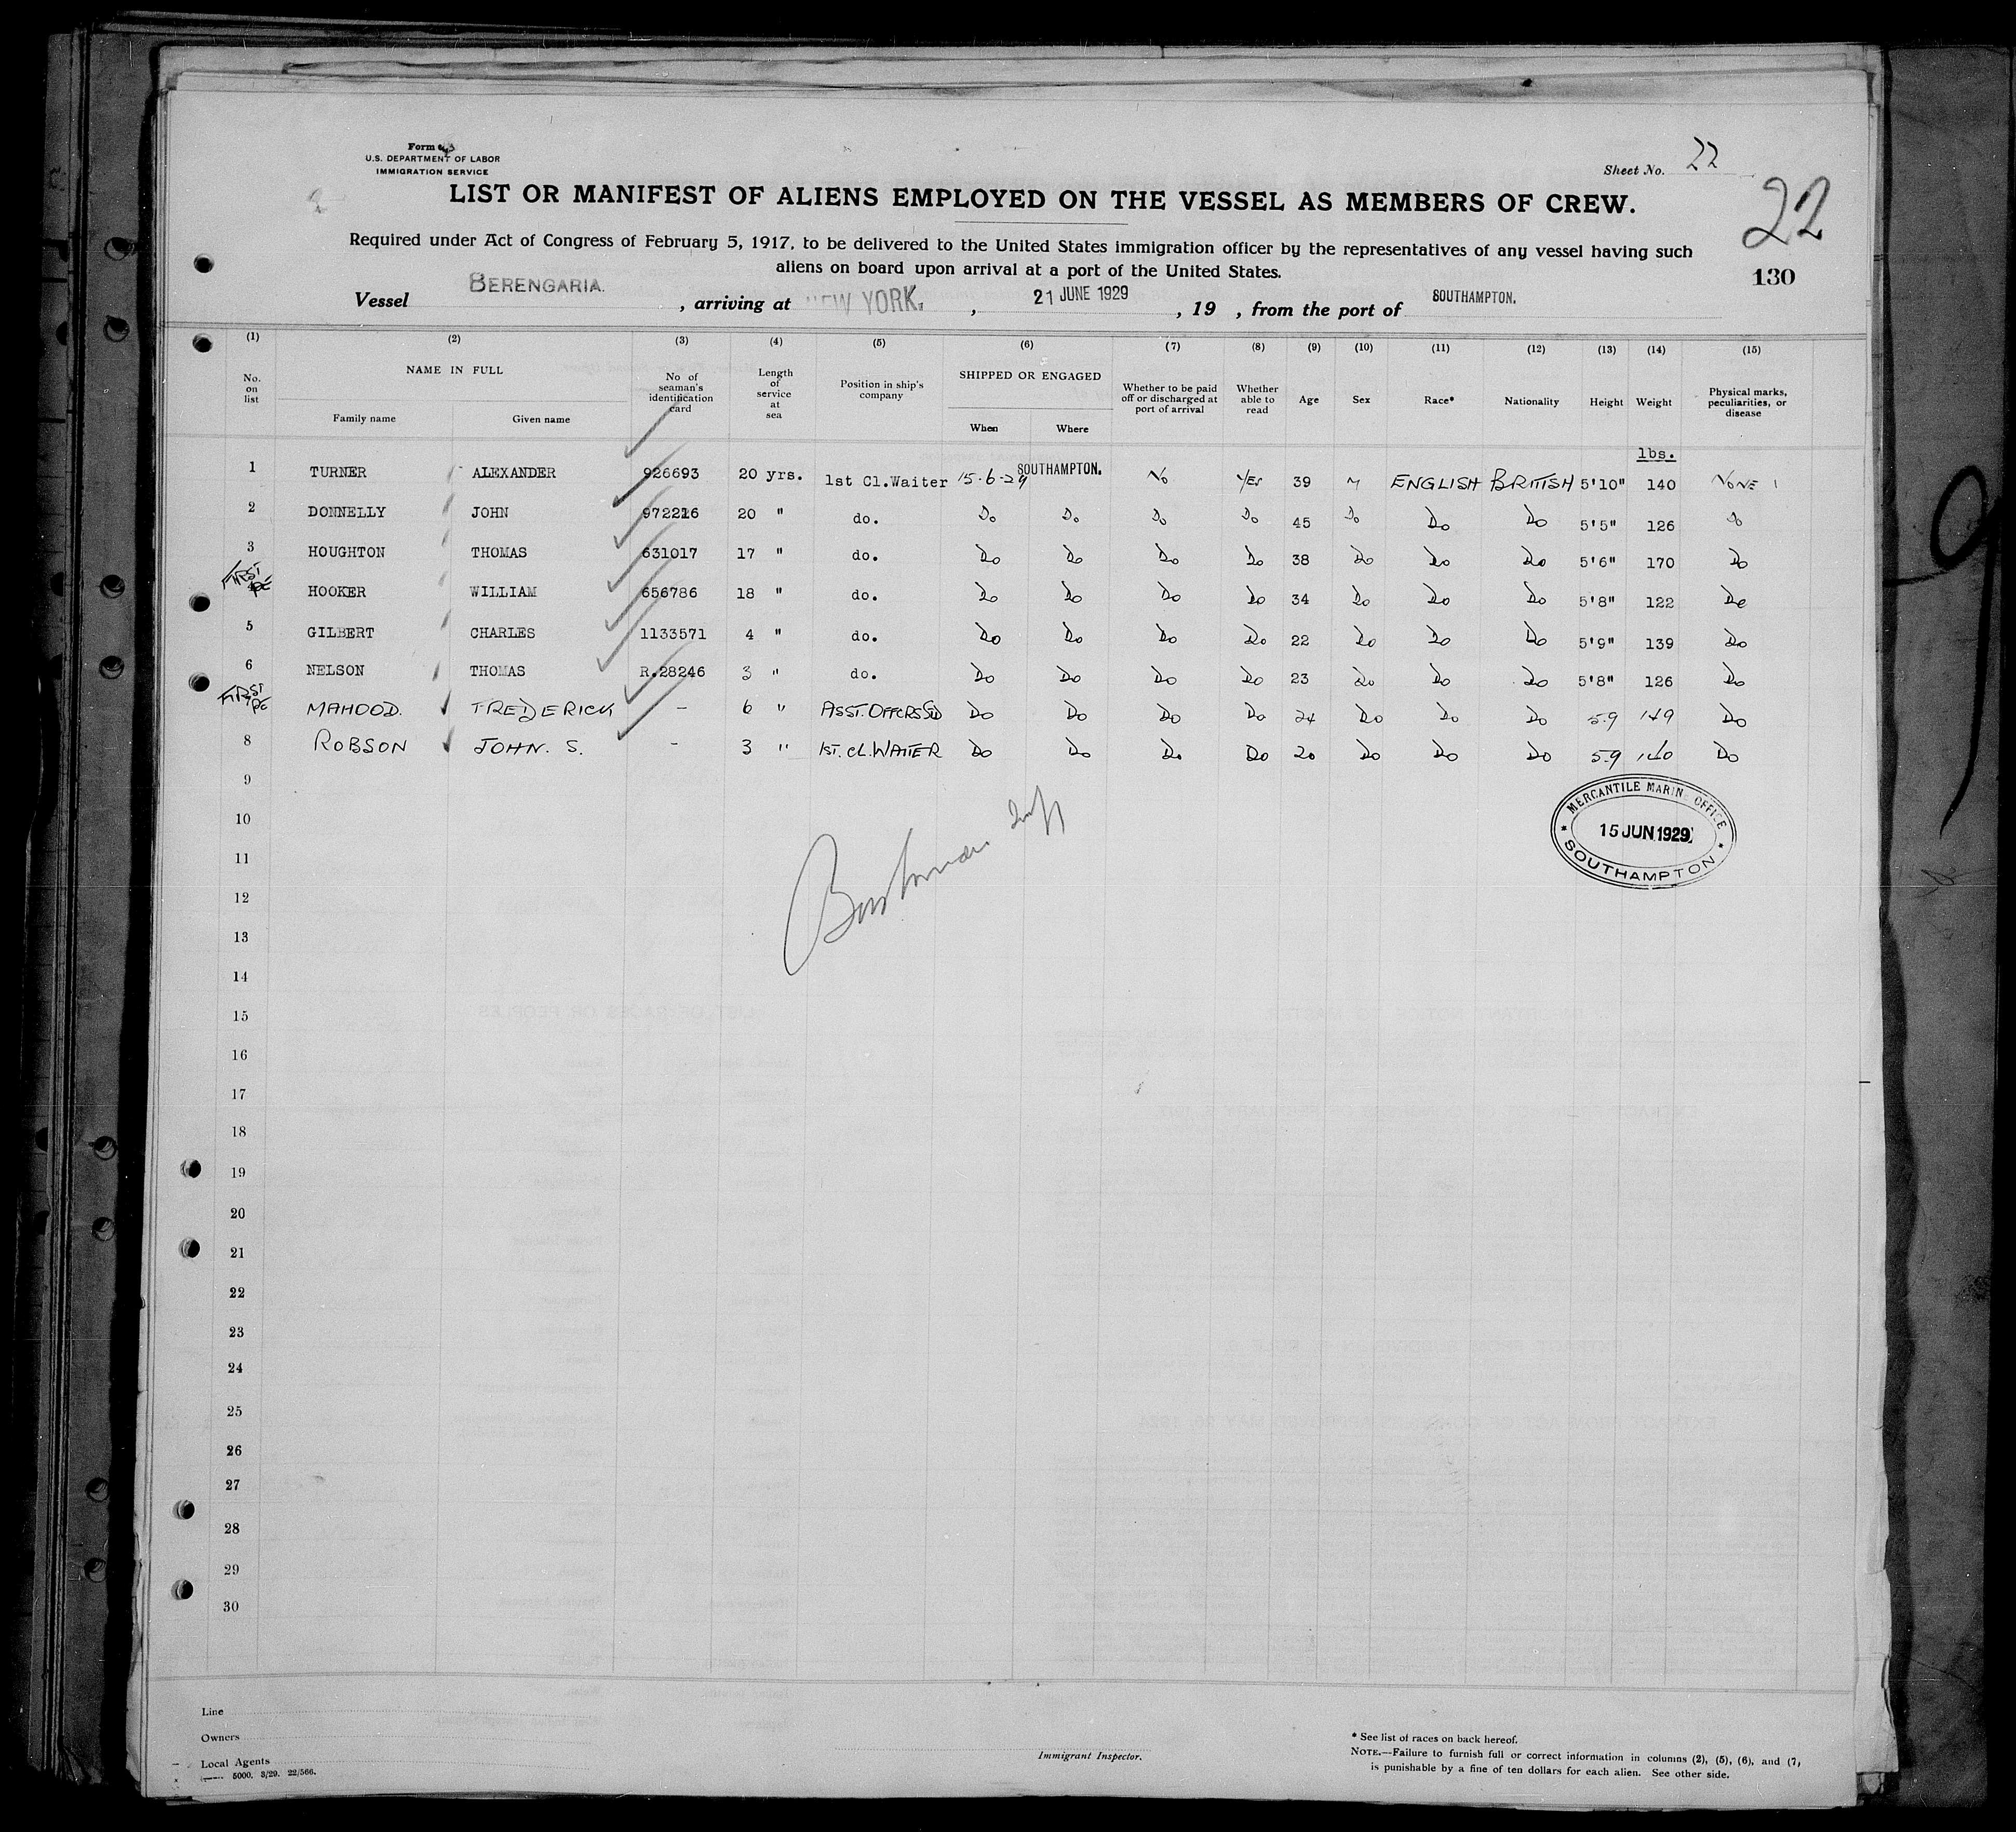 U.S. DEPARTMENT OF LABOR
IMMIGRATION SERVICE
Sheet No. 22
LIST OR MANIFEST OF ALIENS EMPLOYED ON THE VESSEL AS MEMBERS OF CREW.
22
Required under Act of Congress of February 5, 1917, to be delivered to the United States immigration officer by the representatives of any vessel having such
aliens on board upon arrival at a port of the United States.
130
Vessel BERENGARIA. , arriving at NEW YORK. , 21 JUNE 1929 , 19 , from the port of SOUTHAMPTON.
(1) (2) (3) (4) (5) (6) (7) (8) (9) (10) (11) (12) (13) (14) (15)
No. on list NAME IN FULL Family name Given name No of seaman's identification card Length of service at sea Position in ship's company SHIPPED OR ENGAGED When Where Whether to be paid off or discharged at port of arrival Whether able to read Age Sex Race* Nationality Height Weight Physical marks, peculiarities, or disease
lbs.
1 TURNER ALEXANDER 926693 20 yrs. 1st Cl.Waiter 15-6-29 SOUTHAMPTON. No Yes 39 M ENGLISH BRITISH 5'10" 140 NONE
2 DONNELLY JOHN 972216 20 " do. Do Do Do Do 45 Do Do Do 5'5" 126 Do
3 HOUGHTON THOMAS 631017 17 " do. Do Do Do Do 38 Do Do Do 5'6" 170 Do
HOOKER WILLIAM 656786 18 " do. Do Do Do Do 34 Do Do Do 5'8" 122 Do
5 GILBERT CHARLES 1133571 4 " do. Do Do Do Do 22 Do Do Do 5'9" 139 Do
6 NELSON THOMAS R.28246 3 " do. Do Do Do Do 23 Do Do Do 5'8" 126 Do
MAHOOD. FREDERICK - 6 " ASST. OFFCRS SD Do Do Do Do 24 Do Do Do 5.9 149 Do
8 ROBSON JOHN. S. - 3 " 1ST. CL. WAITER Do Do Do Do 20 Do Do Do 5.9 140 Do
9
10
11
12
13
14
15
16
17
18
19
20
21
22
23
24
25
26
27
28
29
30
MERCANTILE MARINE OFFICE
15 JUN 1929
SOUTHAMPTON
Line
Owners
Local Agents
5000. 3/29. 22/566.
Immigrant Inspector.
* See list of races on back hereof.
NOTE.—Failure to furnish full or correct information in columns (2), (5), (6), and (7,
is punishable by a fine of ten dollars for each alien. See other side.